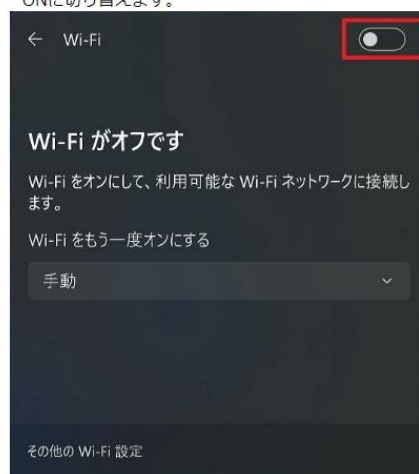 ONに切り替えます。
Wi-Fi
Wi-Fi がオフです
Wi-Fi をオンにして、利用可能な Wi-Fi ネットワークに接続し
ます。
Wi-Fi をもう一度オンにする
手動
その他の Wi-Fi 設定